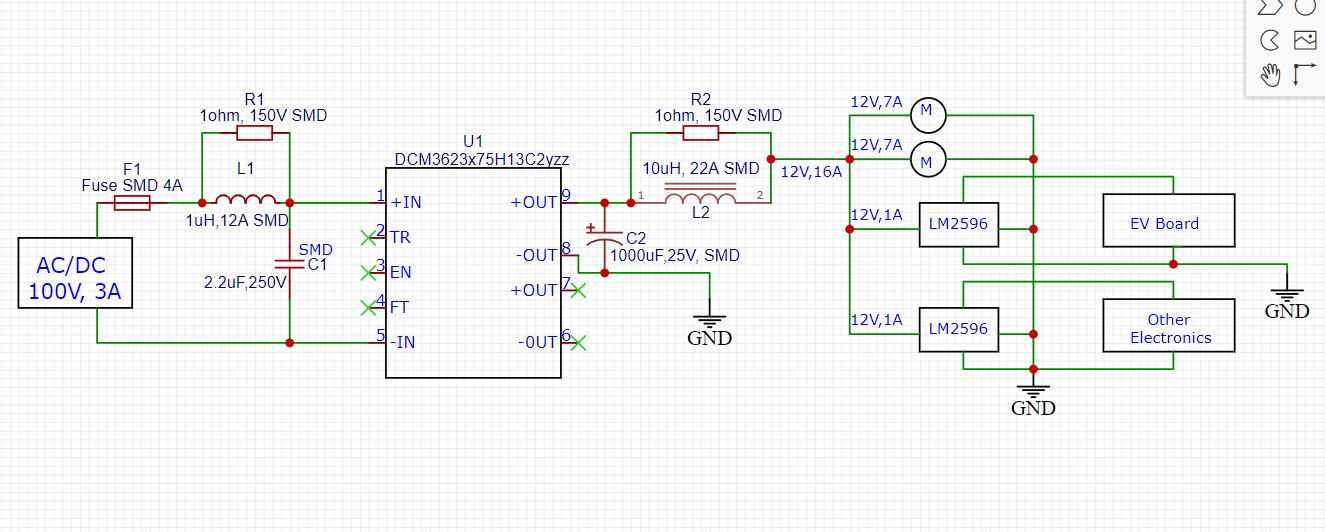 R1
1ohm, 150V SMD
F1
Fuse SMD 4A
L1
1uH,12A SMD
SMD
C1
2.2uF,250V
AC/DC
100V, 3A
U1
DCM3623x75H13C2yzz
1
+IN
2
TR
3
EN
4
FT
5
-IN
+OUT
9
-OUT
8
+OUT
7
-0UT
6
R2
1ohm, 150V SMD
10uH, 22A SMD
1
2
L2
+
C2
1000uF,25V, SMD
GND
12V,16A
12V,7A
M
12V,7A
M
12V,1A
LM2596
EV Board
GND
12V,1A
LM2596
Other
Electronics
GND